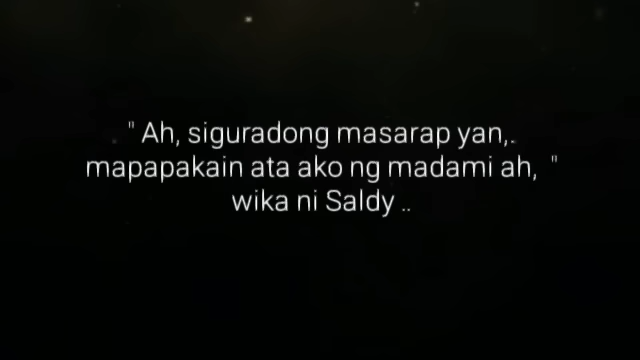 " Ah, siguradong masarap yan,.
mapapakain ata ako ng madami ah, "
wika ni Saldy ..